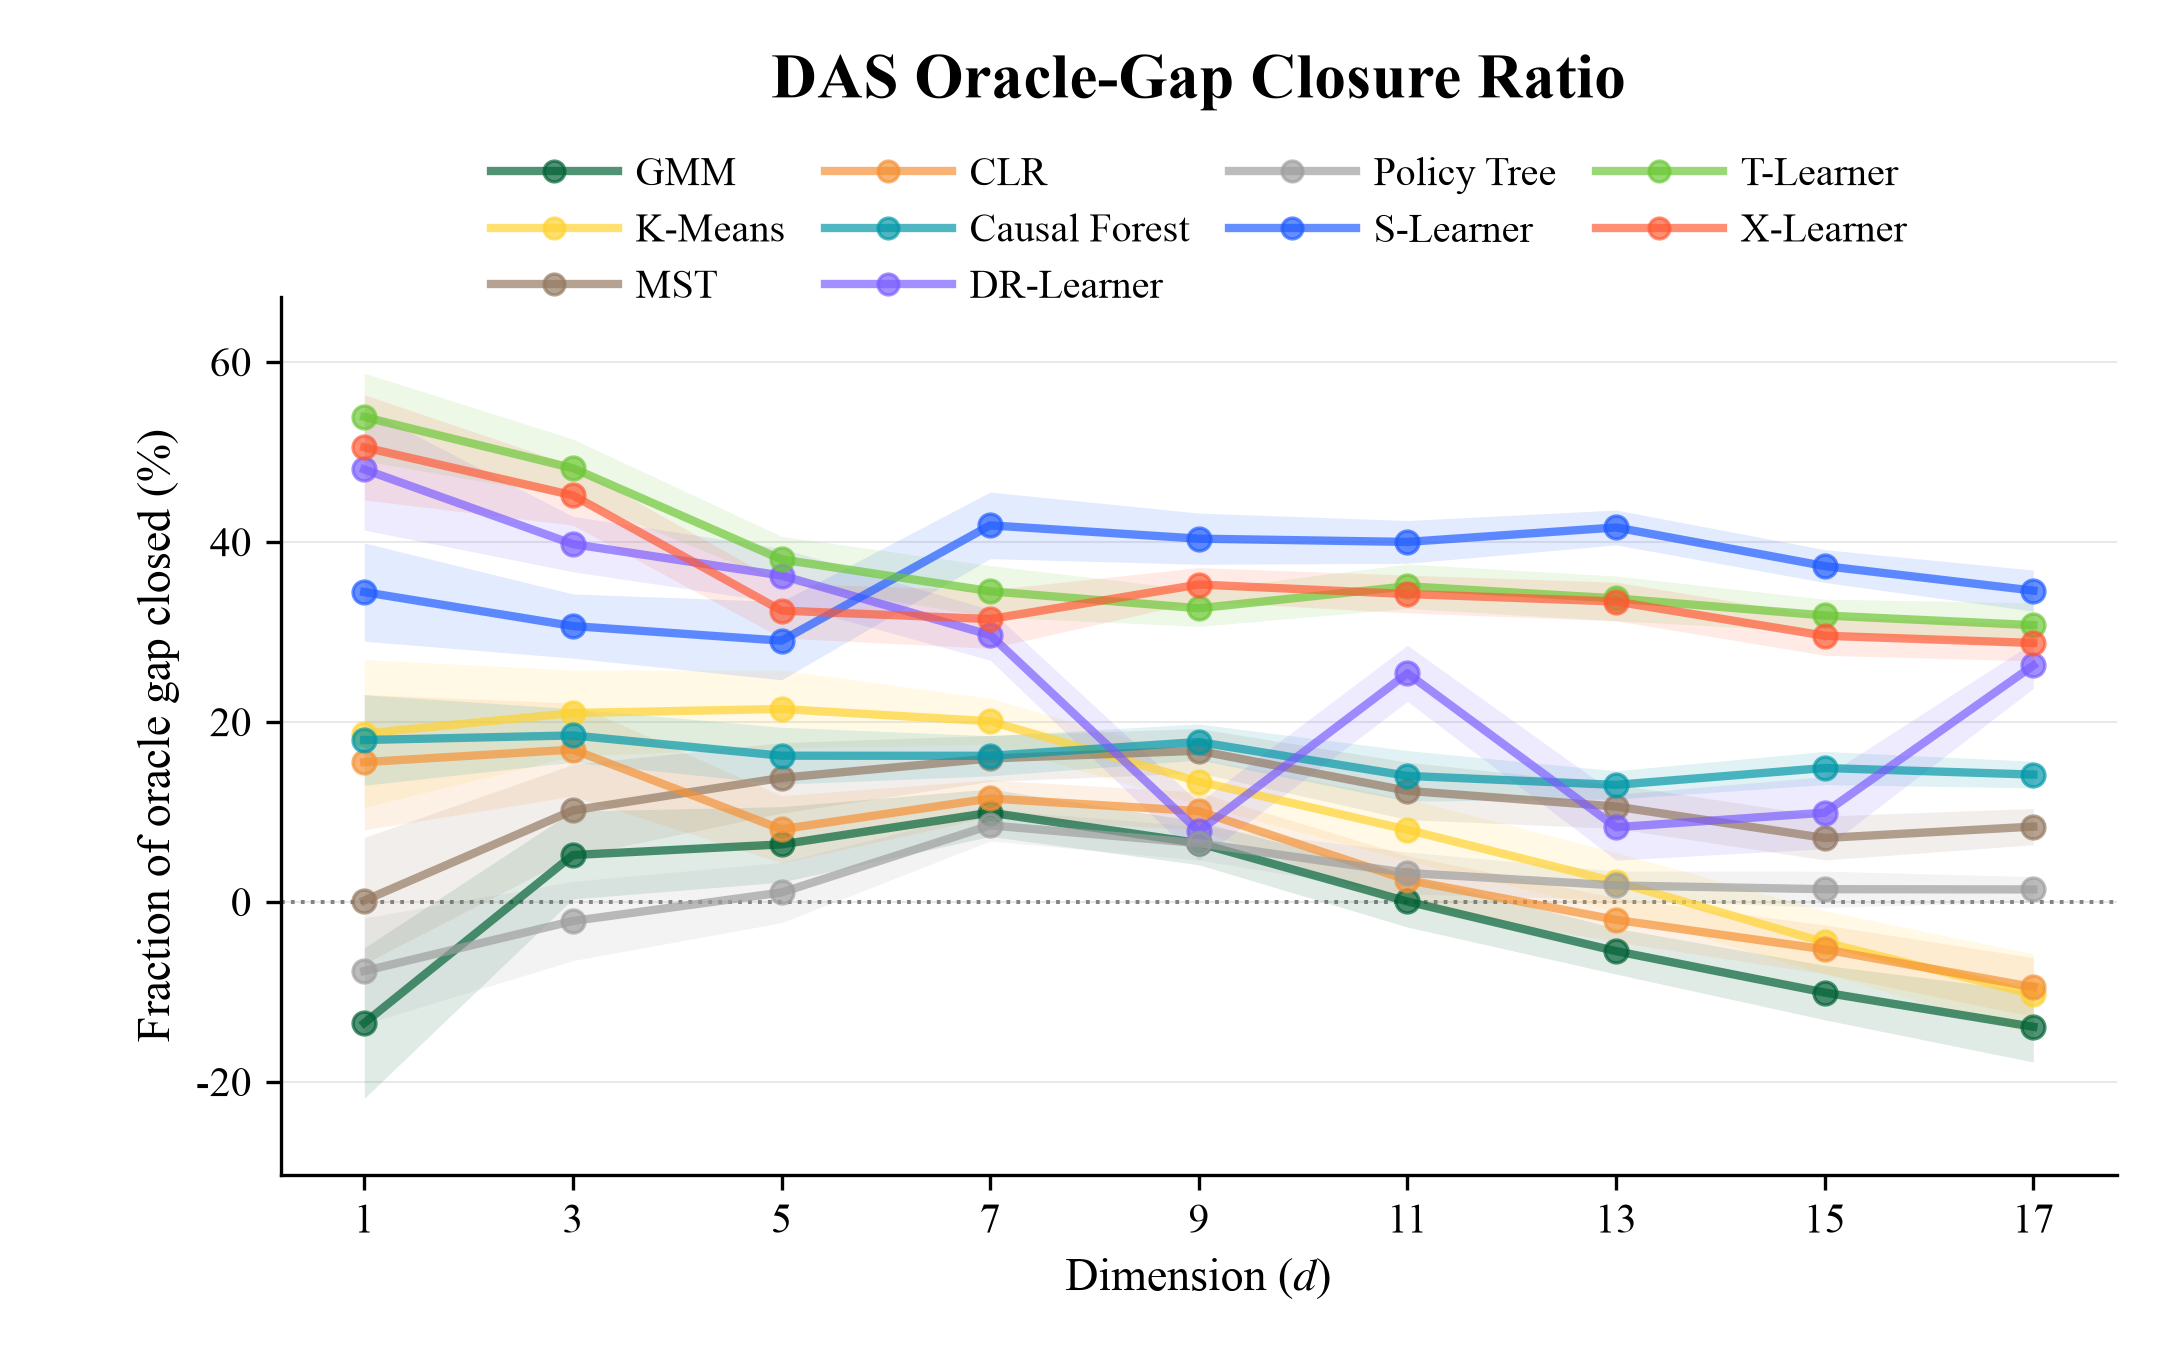 DAS Oracle-Gap Closure Ratio
GMM CLR Policy Tree T-Learner
K-Means Causal Forest S-Learner X-Learner
MST DR-Learner
Fraction of oracle gap closed (%)
60
40
20
0
-20
1 3 5 7 9 11 13 15 17
Dimension (d)